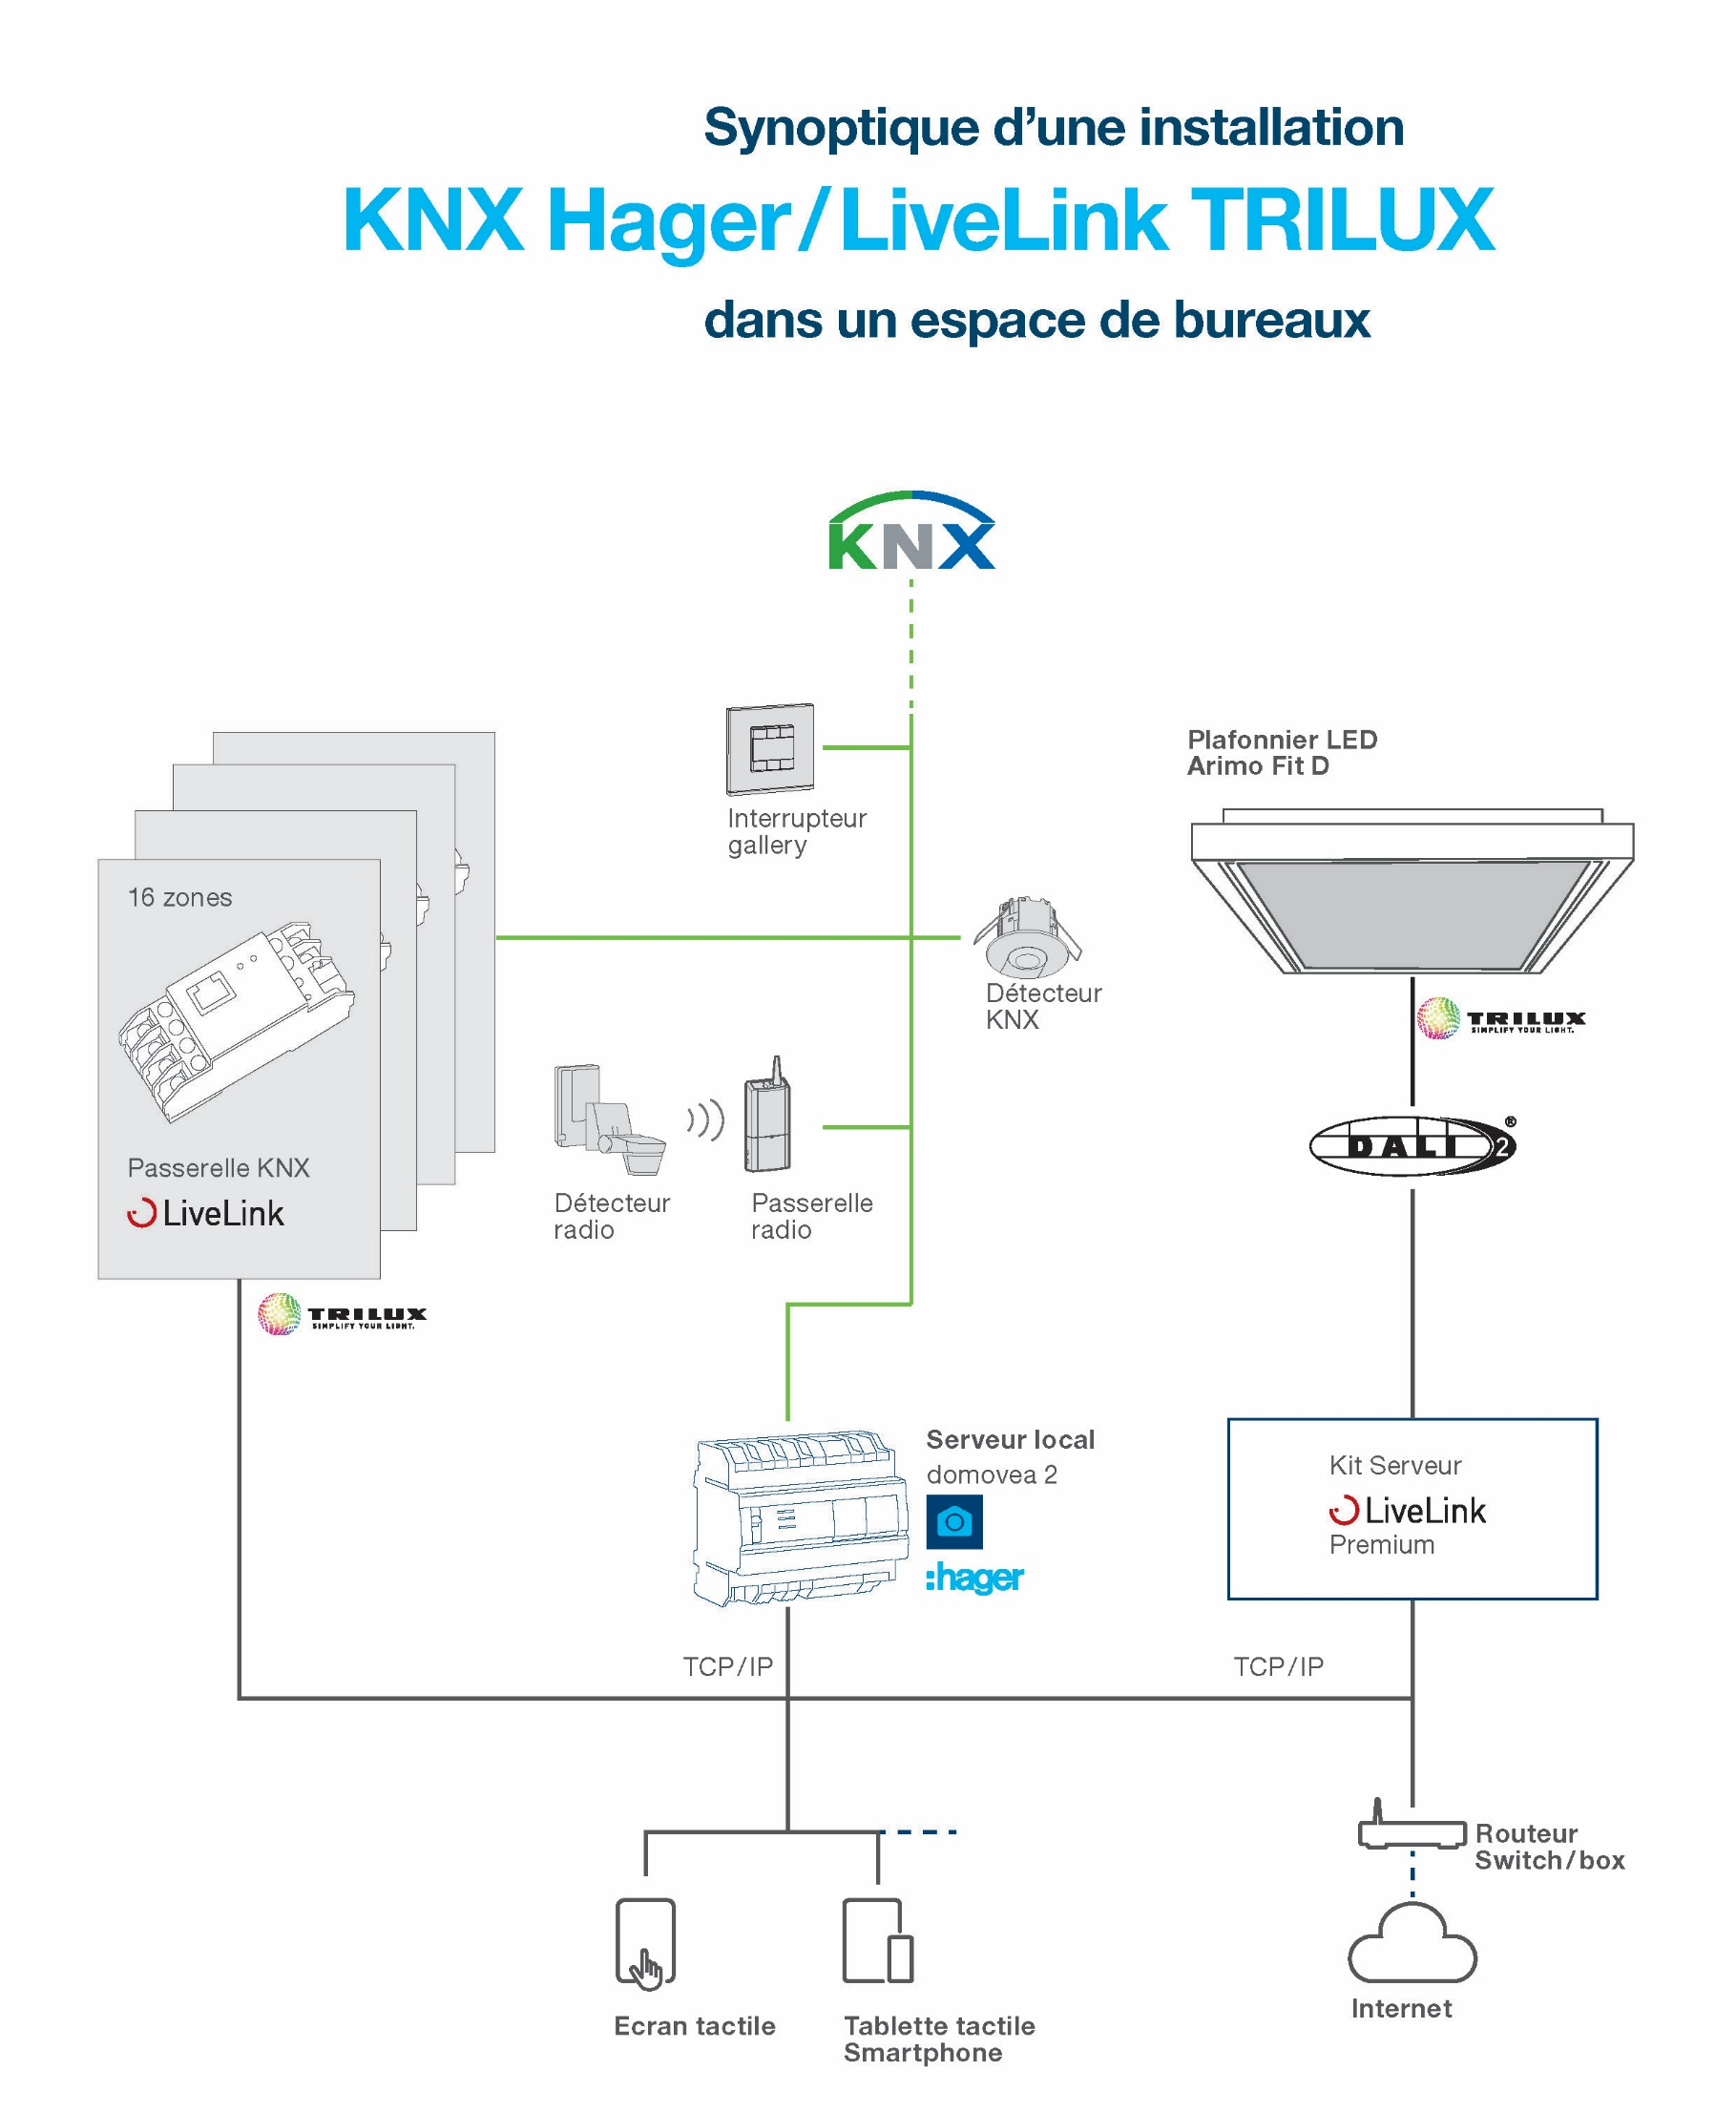 Synoptique d'une installation
KNX Hager/LiveLink TRILUX
dans un espace de bureaux
KNX
Interrupteur
gallery
Plafonnier LED
Arimo Fit D
16 zones
Détecteur
KNX
TRILUX
SIMPLIFY YOUR LIGHT.
DALI 2®
Passerelle KNX
LiveLink
Détecteur
radio
Passerelle
radio
TRILUX
SIMPLIFY YOUR LIGHT.
Serveur local
domovea 2
:hager
Kit Serveur
LiveLink
Premium
TCP/IP
TCP/IP
Routeur
Switch/box
Internet
Ecran tactile
Tablette tactile
Smartphone